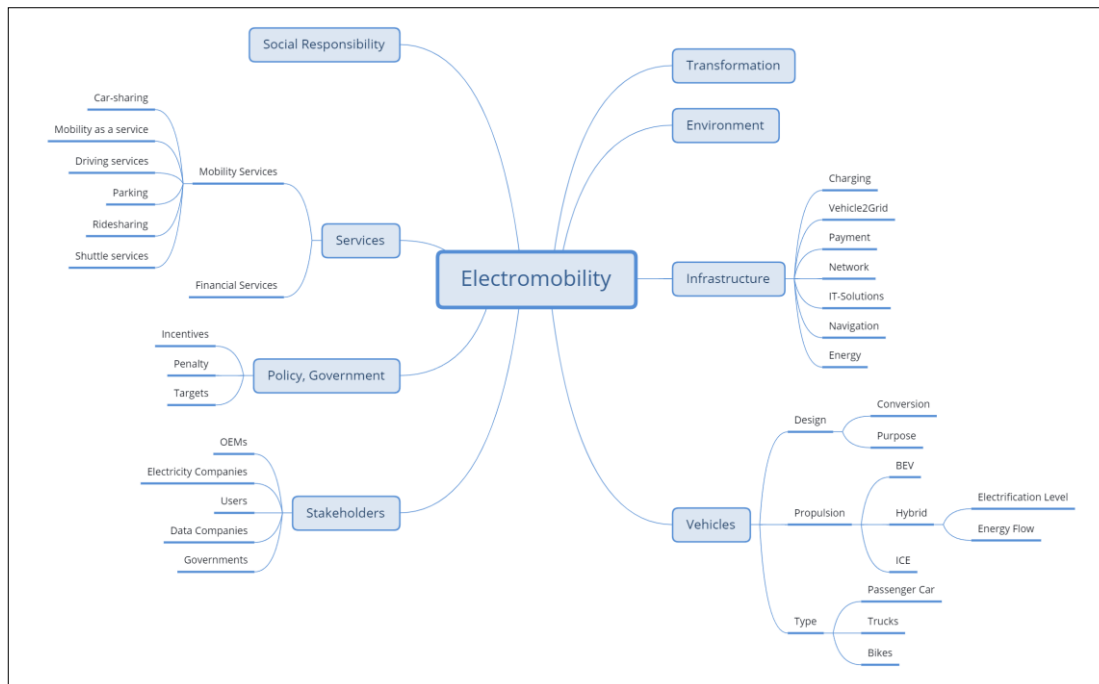 Social Responsibility
Car-sharing
Mobility as a service
Driving services
Parking
Ridesharing
Shuttle services
Mobility Services
Financial Services
Services
Incentives
Penalty
Targets
Policy, Government
OEMs
Electricity Companies
Users
Data Companies
Governments
Stakeholders
Electromobility
Transformation
Environment
Infrastructure
Charging
Vehicle2Grid
Payment
Network
IT-Solutions
Navigation
Energy
Vehicles
Design
Conversion
Purpose
Propulsion
BEV
Hybrid
Electrification Level
Energy Flow
ICE
Type
Passenger Car
Trucks
Bikes